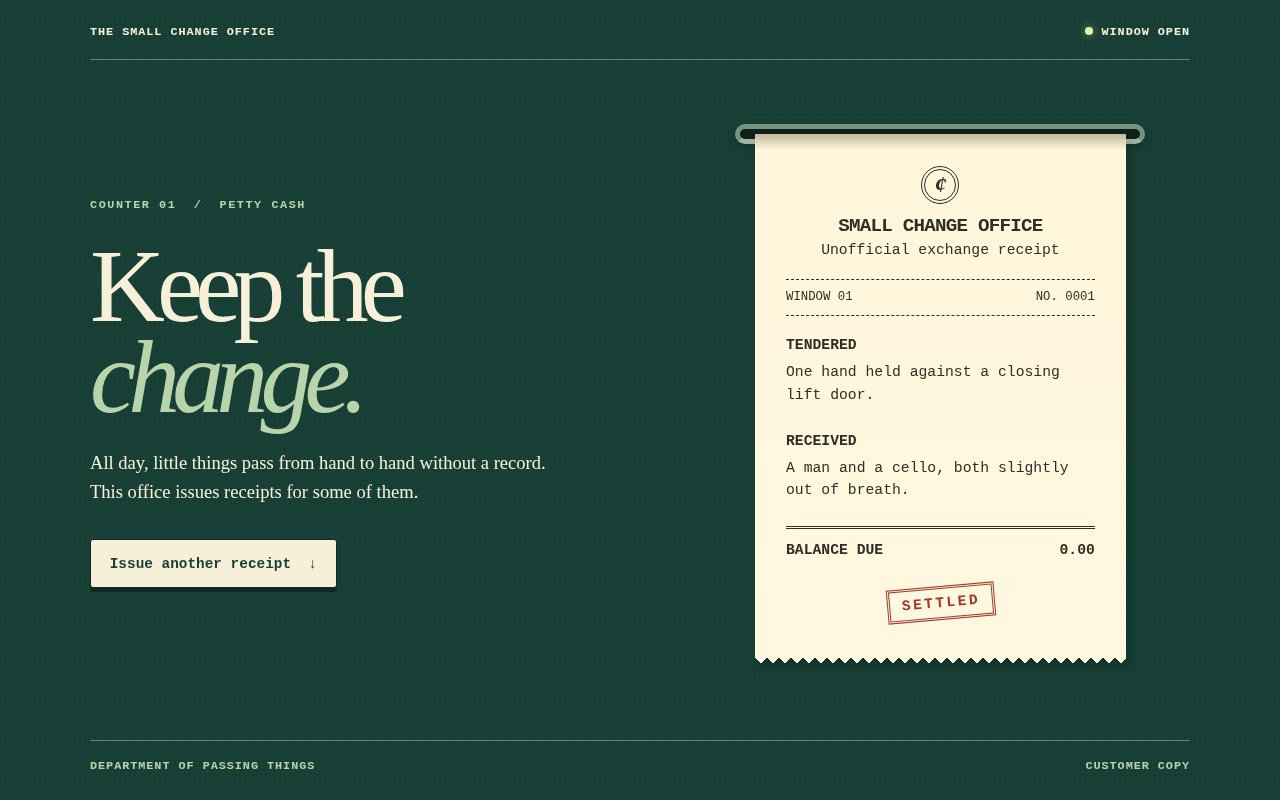 THE SMALL CHANGE OFFICE
WINDOW OPEN
COUNTER 01 / PETTY CASH
Keep the
change.
All day, little things pass from hand to hand without a record.
This office issues receipts for some of them.
Issue another receipt ↓
¢
SMALL CHANGE OFFICE
Unofficial exchange receipt
WINDOW 01 NO. 0001
TENDERED
One hand held against a closing
lift door.
RECEIVED
A man and a cello, both slightly
out of breath.
BALANCE DUE 0.00
SETTLED
DEPARTMENT OF PASSING THINGS
CUSTOMER COPY